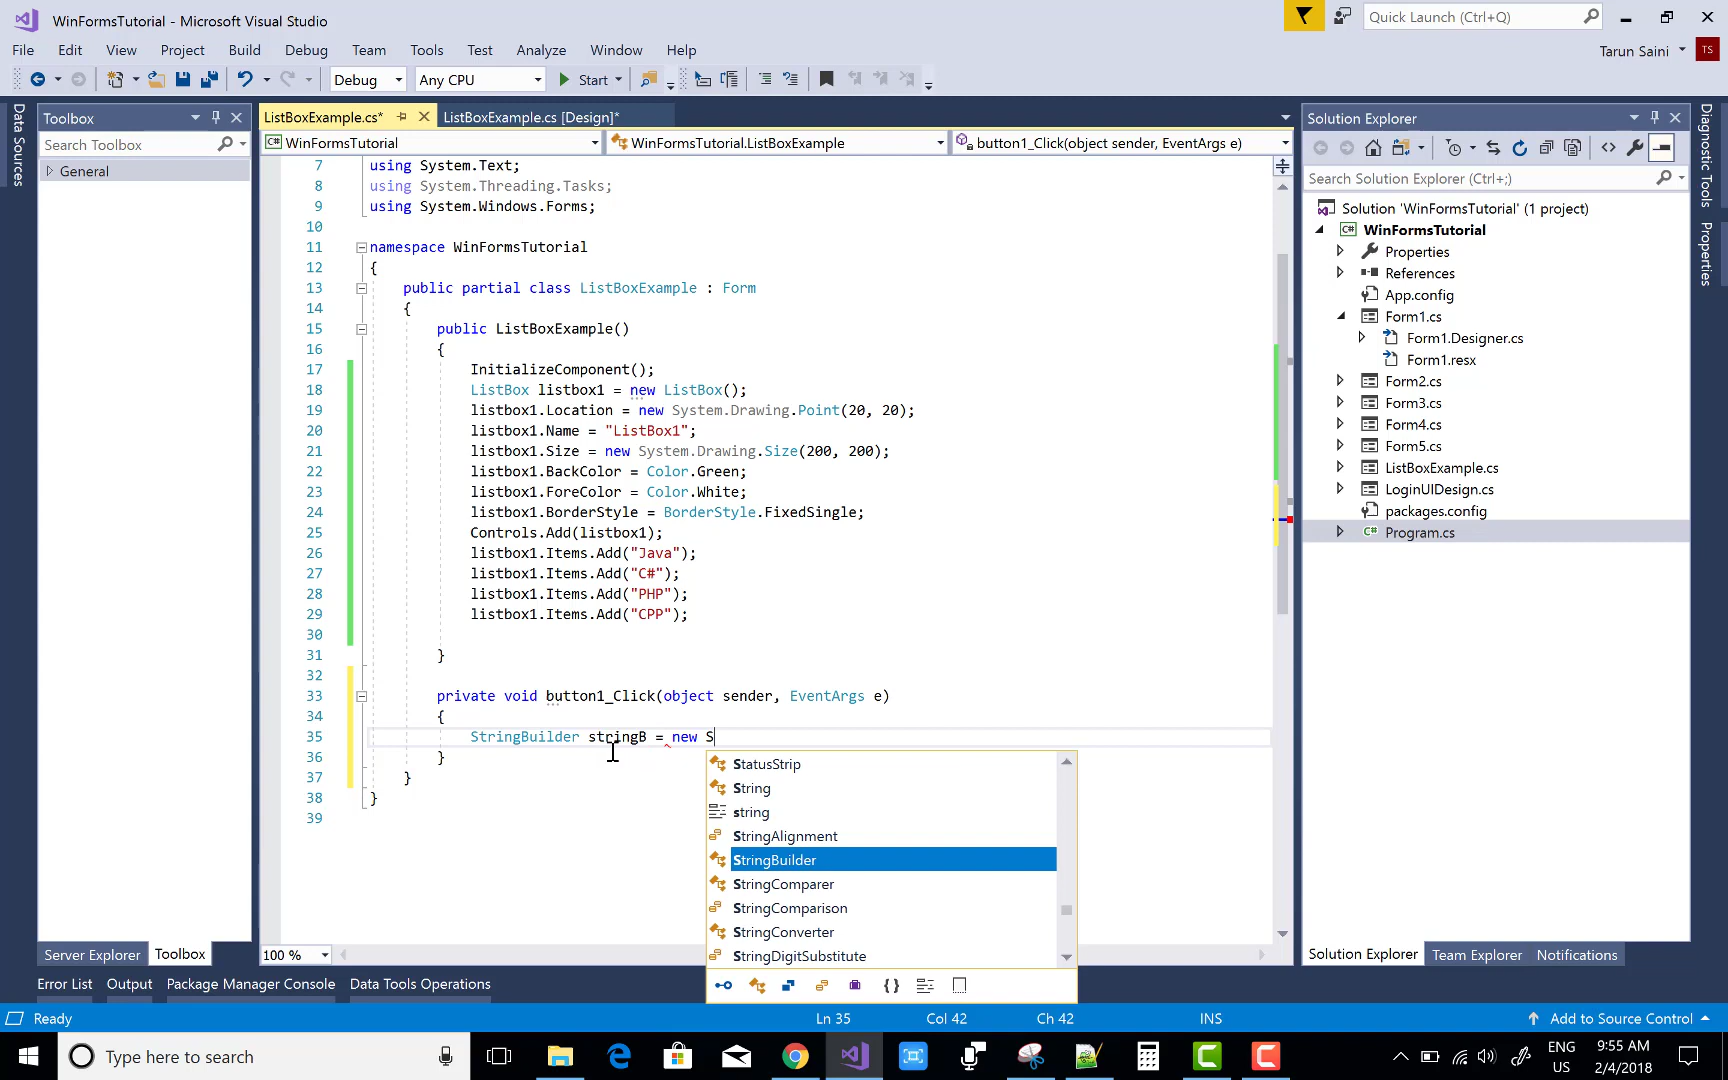 WinFormsTutorial - Microsoft Visual Studio
Quick Launch (Ctrl+Q)
File Edit View Project Build Debug Team Tools Test Analyze Window Help
Tarun Saini TS
Debug Any CPU Start
Data Sources
Toolbox
Search Toolbox
General
ListBoxExample.cs* ListBoxExample.cs [Design]*
WinFormsTutorial WinFormsTutorial.ListBoxExample button1_Click(object sender, EventArgs e)
7 using System.Text;
8 using System.Threading.Tasks;
9 using System.Windows.Forms;
10
11 namespace WinFormsTutorial
12 {
13 public partial class ListBoxExample : Form
14 {
15 public ListBoxExample()
16 {
17 InitializeComponent();
18 ListBox listbox1 = new ListBox();
19 listbox1.Location = new System.Drawing.Point(20, 20);
20 listbox1.Name = "ListBox1";
21 listbox1.Size = new System.Drawing.Size(200, 200);
22 listbox1.BackColor = Color.Green;
23 listbox1.ForeColor = Color.White;
24 listbox1.BorderStyle = BorderStyle.FixedSingle;
25 Controls.Add(listbox1);
26 listbox1.Items.Add("Java");
27 listbox1.Items.Add("C#");
28 listbox1.Items.Add("PHP");
29 listbox1.Items.Add("CPP");
30
31 }
32
33 private void button1_Click(object sender, EventArgs e)
34 {
35 StringBuilder stringB = new S
36 }
37 }
38 }
39
StatusStrip
String
string
StringAlignment
StringBuilder
StringComparer
StringComparison
StringConverter
StringDigitSubstitute
100 %
Solution Explorer
Search Solution Explorer (Ctrl+;)
Solution 'WinFormsTutorial' (1 project)
C# WinFormsTutorial
Properties
References
App.config
Form1.cs
Form1.Designer.cs
Form1.resx
Form2.cs
Form3.cs
Form4.cs
Form5.cs
ListBoxExample.cs
LoginUIDesign.cs
packages.config
C# Program.cs
Diagnostic Tools
Properties
Server Explorer Toolbox
Solution Explorer Team Explorer Notifications
Error List Output Package Manager Console Data Tools Operations
Ready Ln 35 Col 42 Ch 42 INS Add to Source Control
Type here to search
ENG US
9:55 AM
2/4/2018